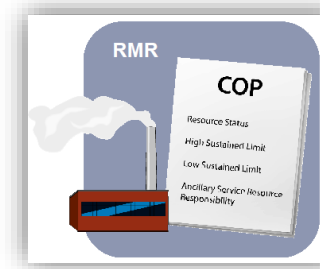 RMR
COP
Resource Status
High Sustained Limit
Low Sustained Limit
Ancillary Service Resource
Responsibility